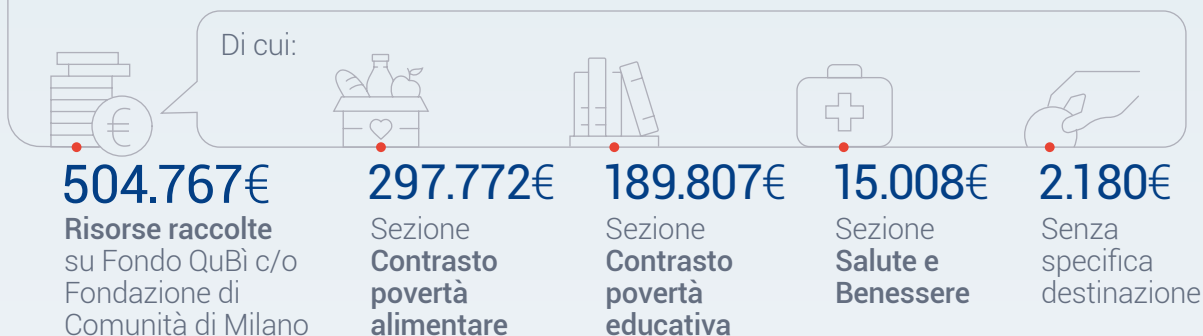 Di cui:
504.767€
Risorse raccolte
su Fondo QuBì c/o
Fondazione di
Comunità di Milano
297.772€
Sezione
Contrasto
povertà
alimentare
189.807€
Sezione
Contrasto
povertà
educativa
15.008€
Sezione
Salute e
Benessere
2.180€
Senza
specifica
destinazione